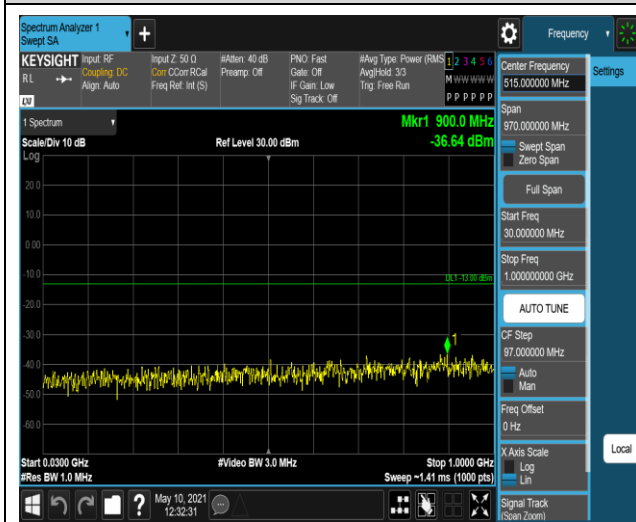 Spectrum Analyzer 1
Swept SA
+
Frequency
KEYSIGHT
RL
LXI
Input: RF
Coupling: DC
Align: Auto
Input Z: 50 Ω
Corr CCorr RCal
Freq Ref: Int (S)
#Atten: 40 dB
Preamp: Off
PNO: Fast
Gate: Off
IF Gain: Low
Sig Track: Off
#Avg Type: Power (RMS
Avg|Hold: 3/3
Trig: Free Run
1 2 3 4 5 6
M W W W W W
P P P P P P
1 Spectrum
Scale/Div 10 dB
Ref Level 30.00 dBm
Mkr1 900.0 MHz
-36.64 dBm
Log
20.0
10.0
0.00
-10.0
DL1 -13.00 dBm
-20.0
-30.0
1
-40.0
-50.0
-60.0
Start 0.0300 GHz
#Video BW 3.0 MHz
Stop 1.0000 GHz
#Res BW 1.0 MHz
Sweep ~1.41 ms (1000 pts)
?
May 10, 2021
12:32:31
Center Frequency
515.000000 MHz
Settings
Span
970.000000 MHz
Swept Span
Zero Span
Full Span
Start Freq
30.000000 MHz
Stop Freq
1.000000000 GHz
AUTO TUNE
CF Step
97.000000 MHz
Auto
Man
Freq Offset
0 Hz
X Axis Scale
Log
Lin
Local
Signal Track
(Span Zoom)